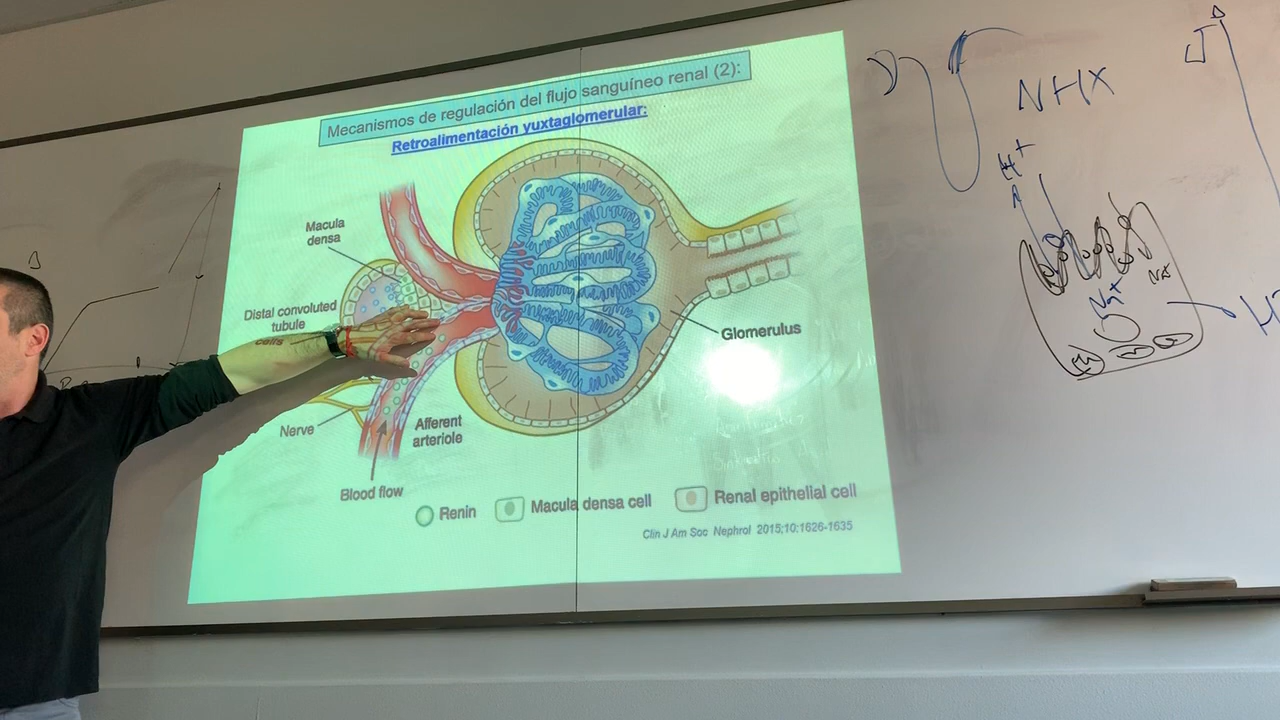 Mecanismos de regulación del flujo sanguíneo renal (2):
Retroalimentación yuxtaglomerular:
Macula
densa
Distal convoluted
tubule
cells
Glomerulus
Nerve
Afferent
arteriole
Blood flow
Renin
Macula densa cell
Renal epithelial cell
Clin J Am Soc Nephrol 2015;10:1626-1635
NHX
H+
Na+